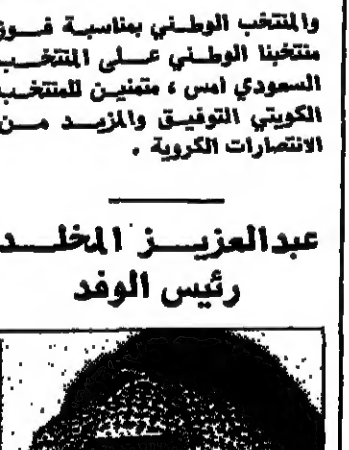 والمنتخب الوطني بمناسبة فوز
منتخبنا الوطني على المنتخب
السعودي امس ، متمنين للمنتخب
الكويتي التوفيق والمزيد من
الانتصارات الكروية .
عبدالعزيز المخلد
رئيس الوفد